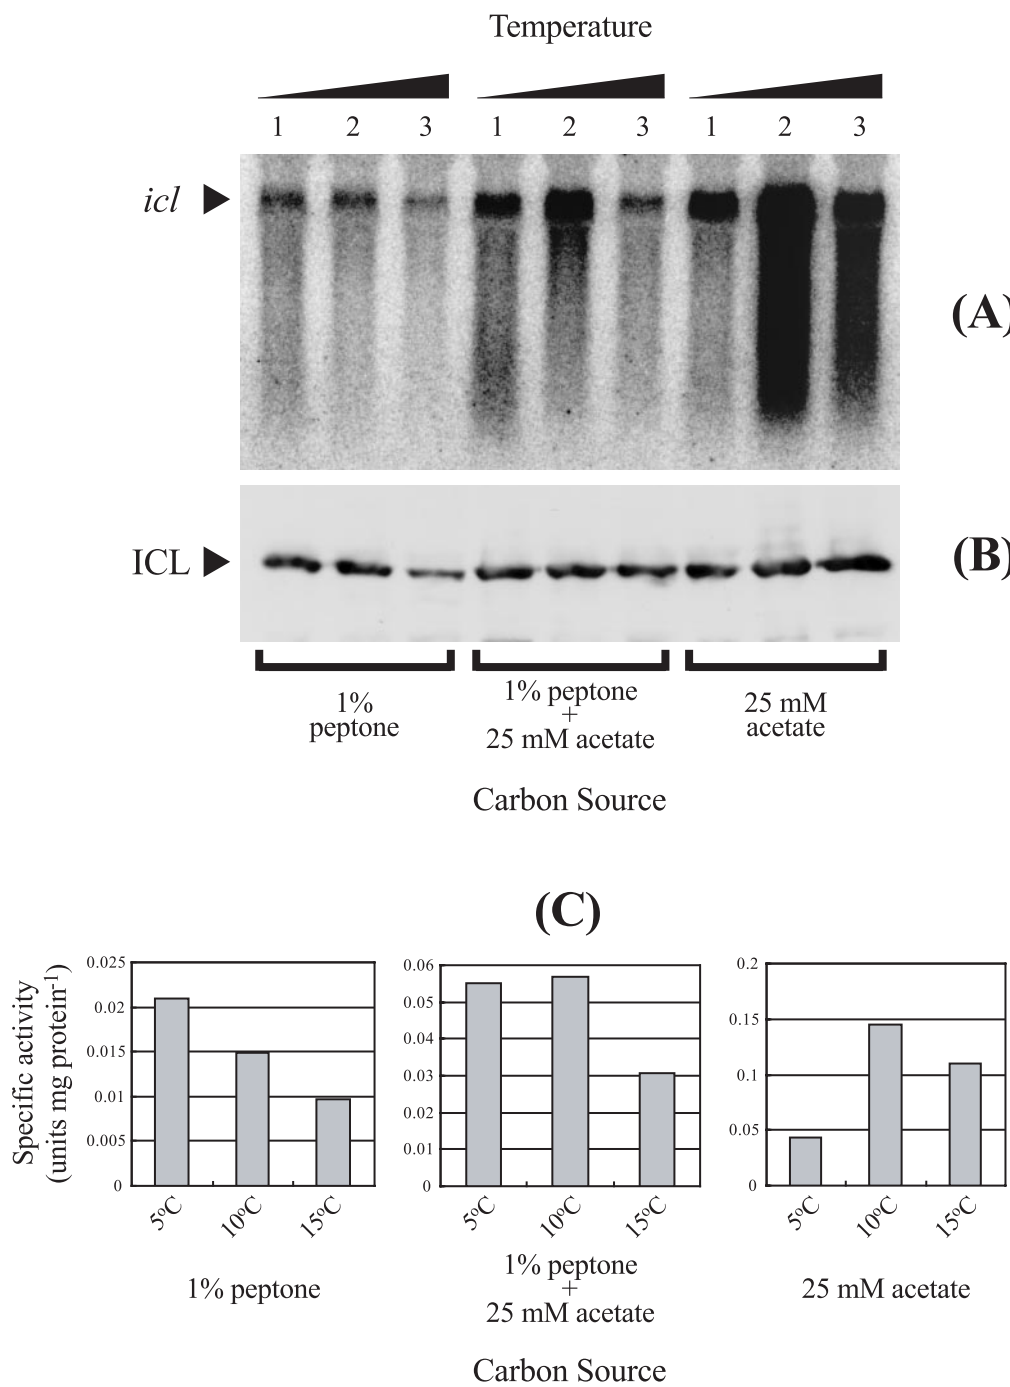 Temperature
1 2 3 1 2 3 1 2 3
icl
(A)
ICL
(B)
1%
peptone
1% peptone
+
25 mM acetate
25 mM
acetate
Carbon Source
(C)
Specific activity
(units mg protein-1)
0.025
0.02
0.015
0.01
0.005
0
5ºC 10ºC 15ºC
1% peptone
0.06
0.05
0.04
0.03
0.02
0.01
0
5ºC 10ºC 15ºC
1% peptone
+
25 mM acetate
0.2
0.15
0.1
0.05
0
5ºC 10ºC 15ºC
25 mM acetate
Carbon Source